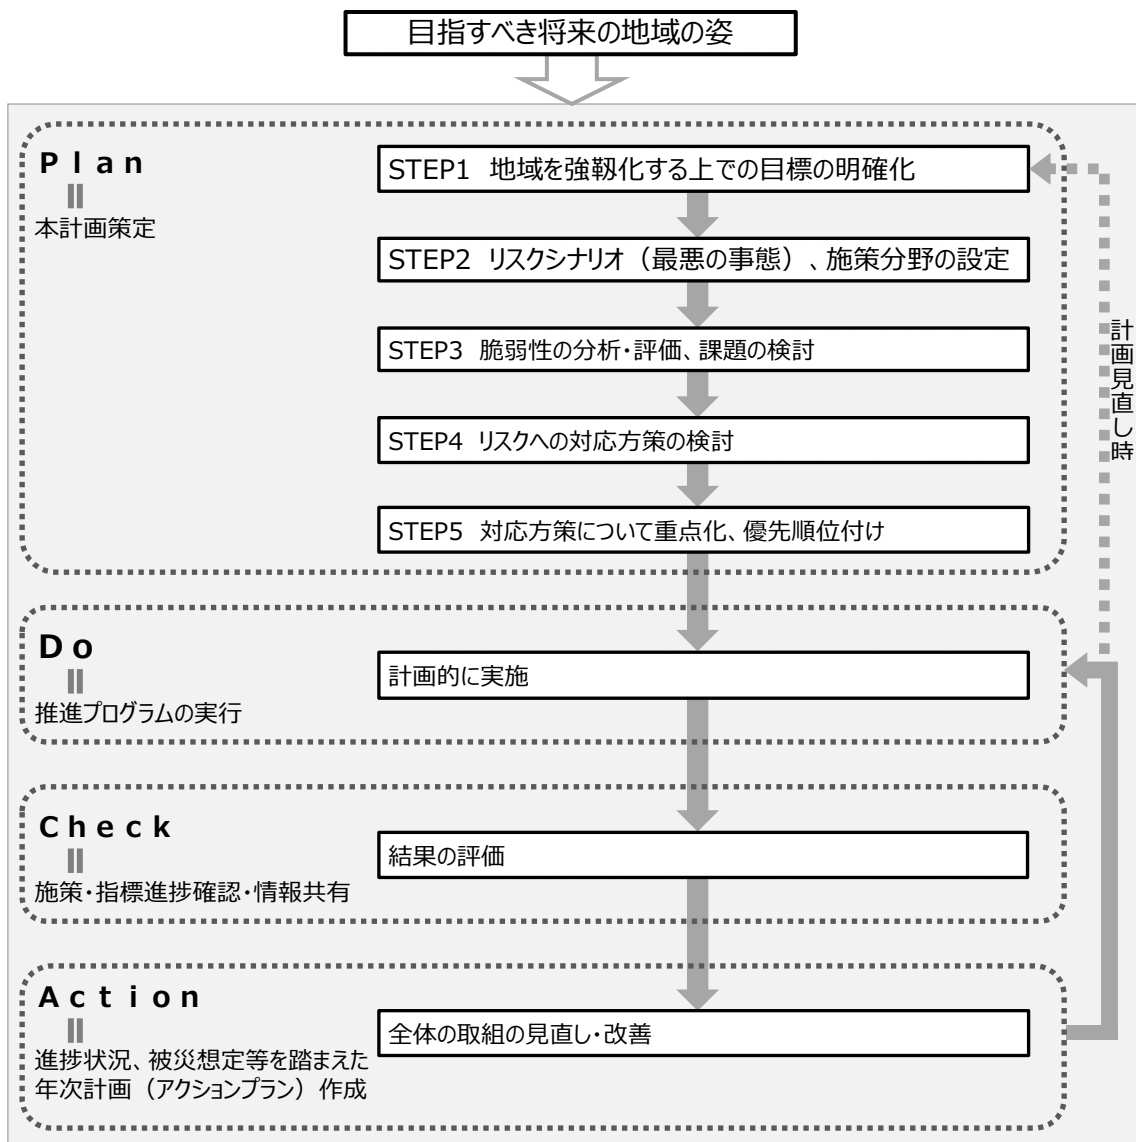 目指すべき将来の地域の姿
Plan
||
本計画策定
STEP1 地域を強靱化する上での目標の明確化
STEP2 リスクシナリオ（最悪の事態）、施策分野の設定
STEP3 脆弱性の分析・評価、課題の検討
STEP4 リスクへの対応方策の検討
STEP5 対応方策について重点化、優先順位付け
計画見直し時
Do
||
推進プログラムの実行
計画的に実施
Check
||
施策・指標進捗確認・情報共有
結果の評価
Action
||
進捗状況、被災想定等を踏まえた
年次計画（アクションプラン）作成
全体の取組の見直し・改善